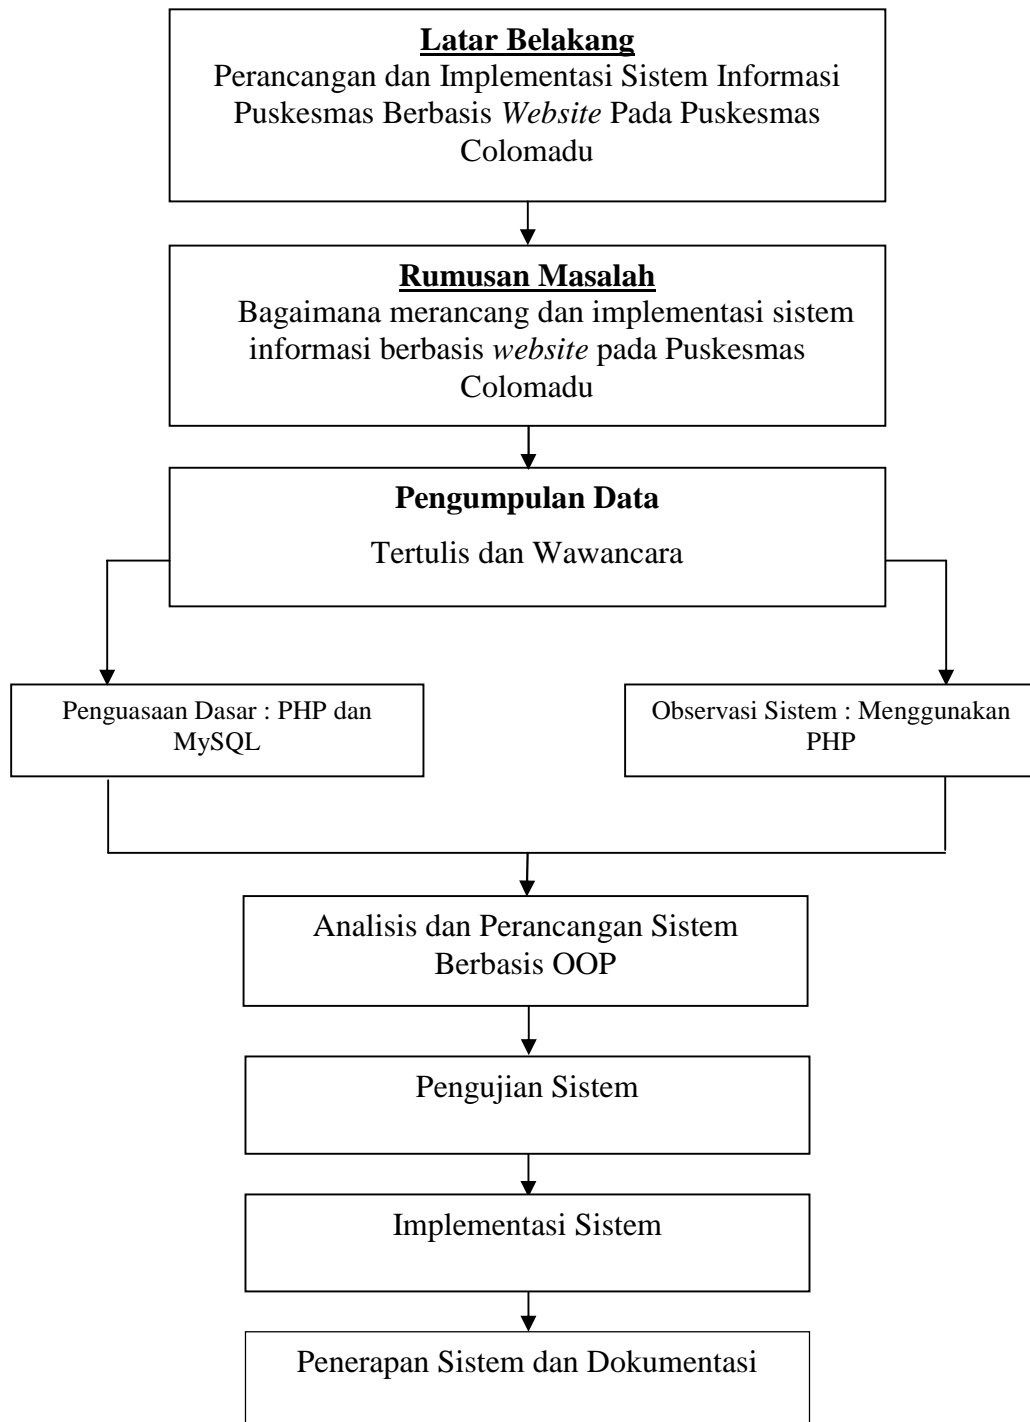 Latar Belakang
Perancangan dan Implementasi Sistem Informasi
Puskesmas Berbasis Website Pada Puskesmas
Colomadu
Rumusan Masalah
Bagaimana merancang dan implementasi sistem
informasi berbasis website pada Puskesmas
Colomadu
Pengumpulan Data
Tertulis dan Wawancara
Penguasaan Dasar : PHP dan
MySQL
Observasi Sistem : Menggunakan
PHP
Analisis dan Perancangan Sistem
Berbasis OOP
Pengujian Sistem
Implementasi Sistem
Penerapan Sistem dan Dokumentasi